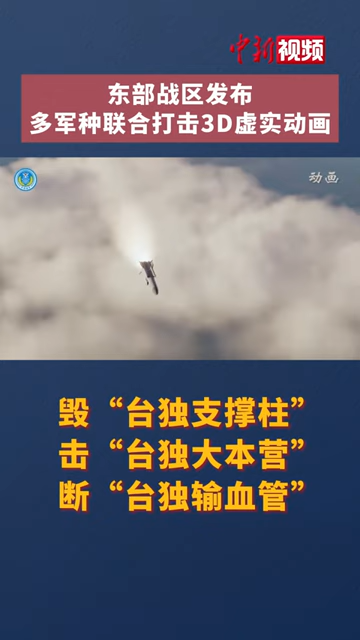 中新视频
东部战区发布
多军种联合打击3D虚实动画
动画
毁“台独支撑柱”
击“台独大本营”
断“台独输血管”